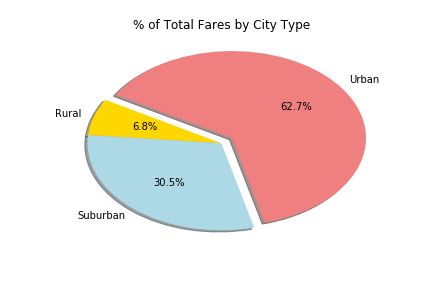 % of Total Fares by City Type
Urban
62.7%
Rural
6.8%
30.5%
Suburban